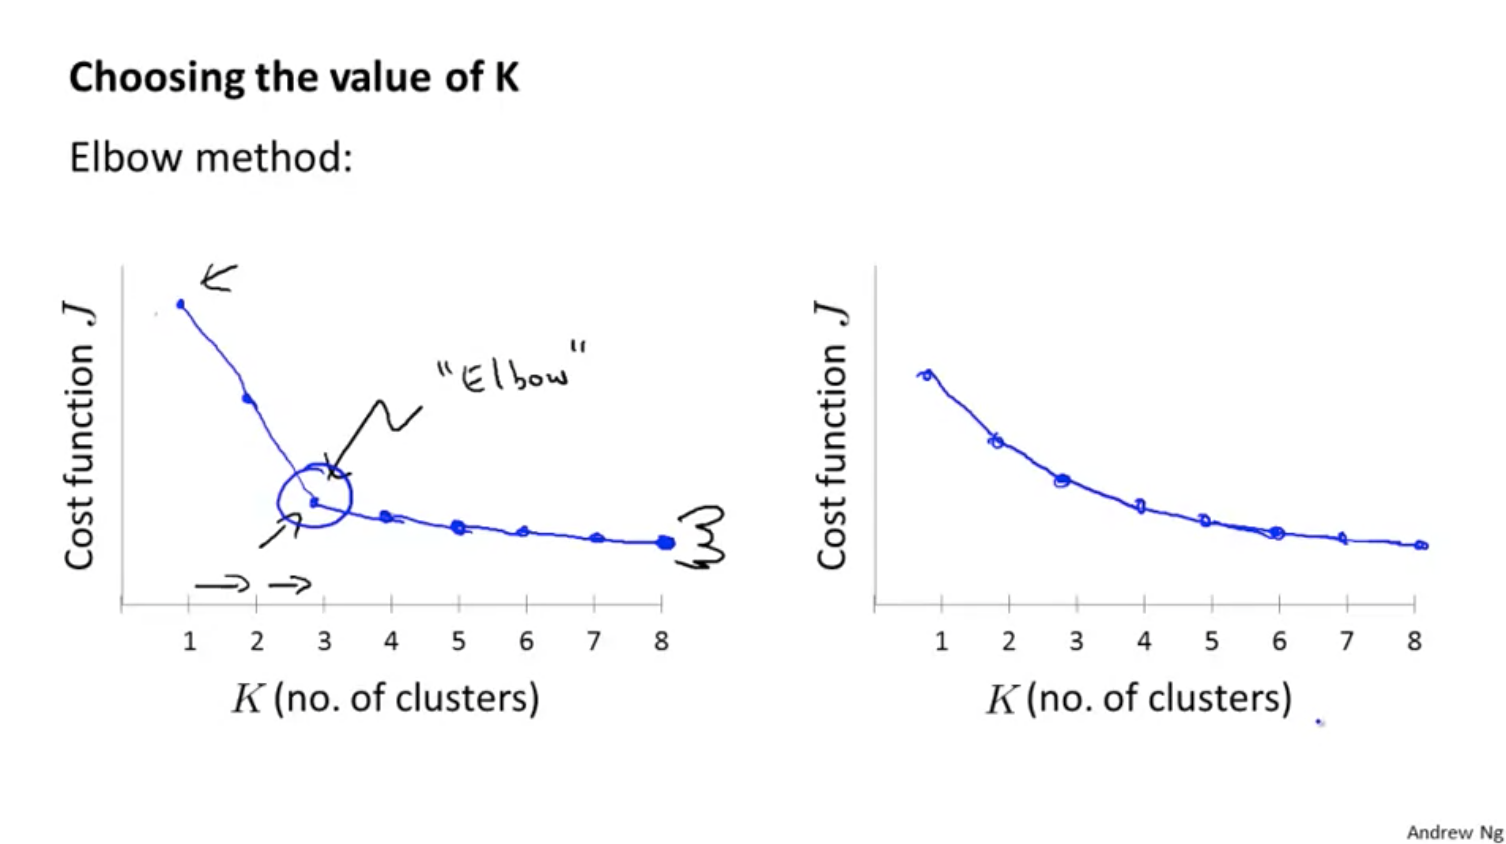 Choosing the value of K
Elbow method:
Cost function J
"Elbow"
1 2 3 4 5 6 7 8
K (no. of clusters)
Cost function J
1 2 3 4 5 6 7 8
K (no. of clusters)
Andrew Ng